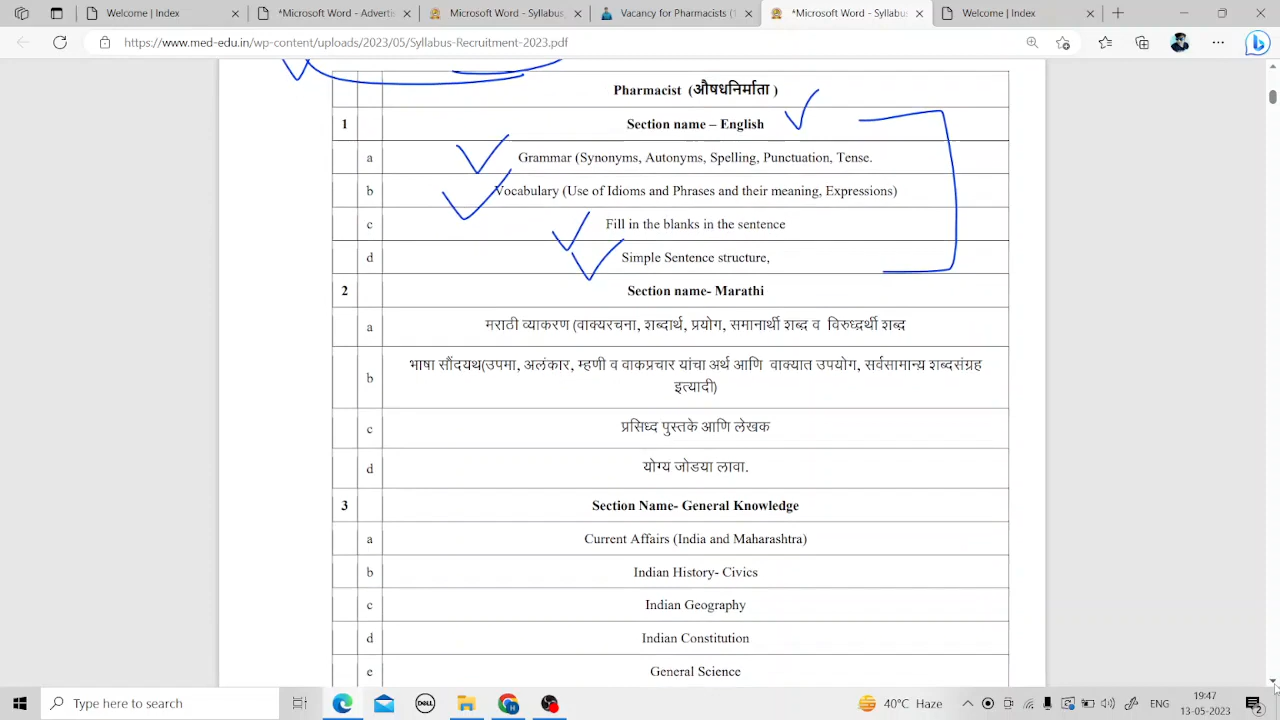 Welcome | Index
*Microsoft Word - Adverti
Microsoft Word - Syllabus_
Vacancy for Pharmacists (
*Microsoft Word - Syllabus-
Welcome | Index
https://www.med-edu.in/wp-content/uploads/2023/05/Syllabus-Recruitment-2023.pdf
Pharmacist (औषधनिर्माता )
1 Section name – English
a Grammar (Synonyms, Autonyms, Spelling, Punctuation, Tense.
b Vocabulary (Use of Idioms and Phrases and their meaning, Expressions)
c Fill in the blanks in the sentence
d Simple Sentence structure,
2 Section name- Marathi
a मराठी व्याकरण (वाक्यरचना, शब्दार्थ, प्रयोग, समानार्थी शब्द व विरुध्दर्थी शब्द
b भाषा सौंदयथ(उपमा, अलंकार, म्हणी व वाकप्रचार यांचा अर्थ आणि वाक्यात उपयोग, सर्वसामान्य़ शब्दसंग्रह
इत्यादी)
c प्रसिध्द पुस्तके आणि लेखक
d योग्य जोडया लावा.
3 Section Name- General Knowledge
a Current Affairs (India and Maharashtra)
b Indian History- Civics
c Indian Geography
d Indian Constitution
e General Science
Type here to search
DELL
H
40°C Haze
ENG
19:47
13-05-2023
2